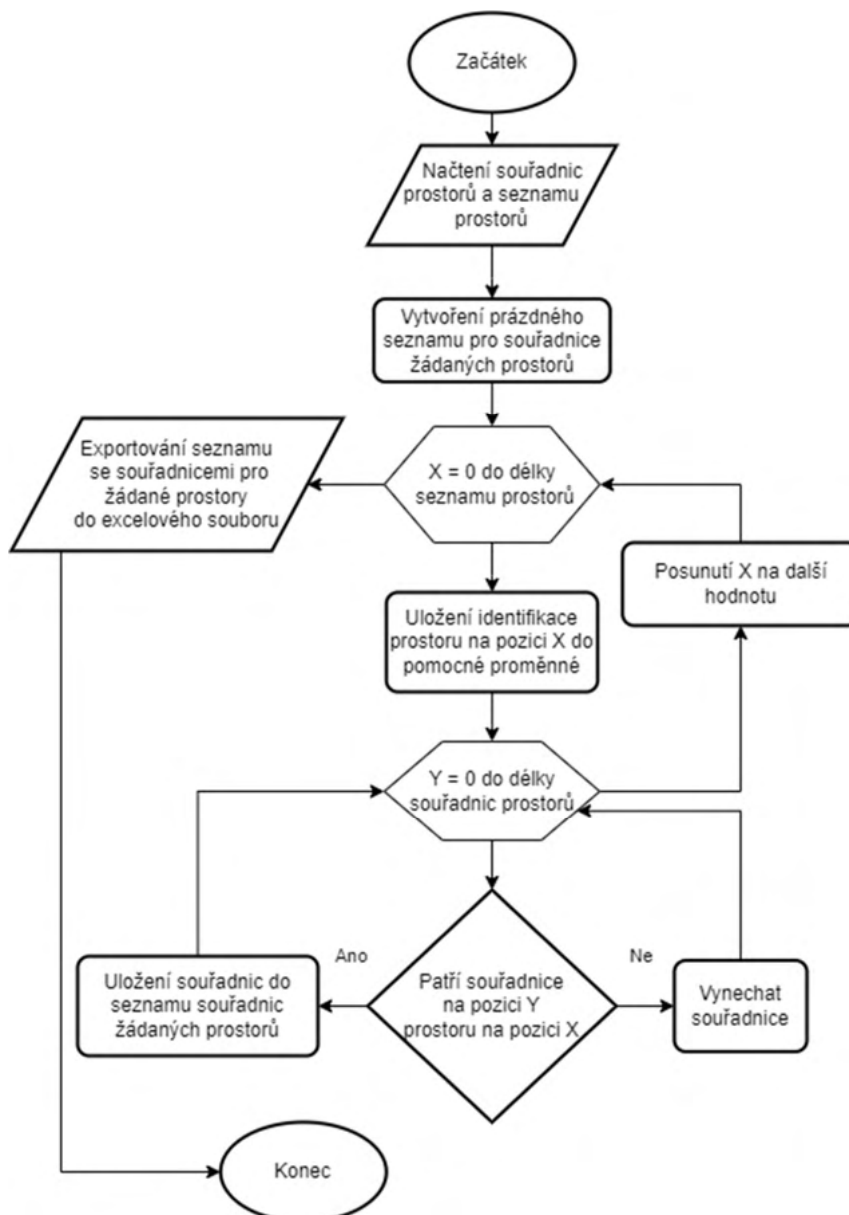 Začátek
Načtení souřadnic
prostorů a seznamu
prostorů
Vytvoření prázdného
seznamu pro souřadnice
žádaných prostorů
Exportování seznamu
se souřadnicemi pro
žádané prostory
do excelového souboru
X = 0 do délky
seznamu prostorů
Posunutí X na další
hodnotu
Uložení identifikace
prostoru na pozici X do
pomocné proměnné
Y = 0 do délky
souřadnic prostorů
Ano
Ne
Uložení souřadnic do
seznamu souřadnic
žádaných prostorů
Patří souřadnice
na pozici Y
prostoru na pozici X
Vynechat
souřadnice
Konec